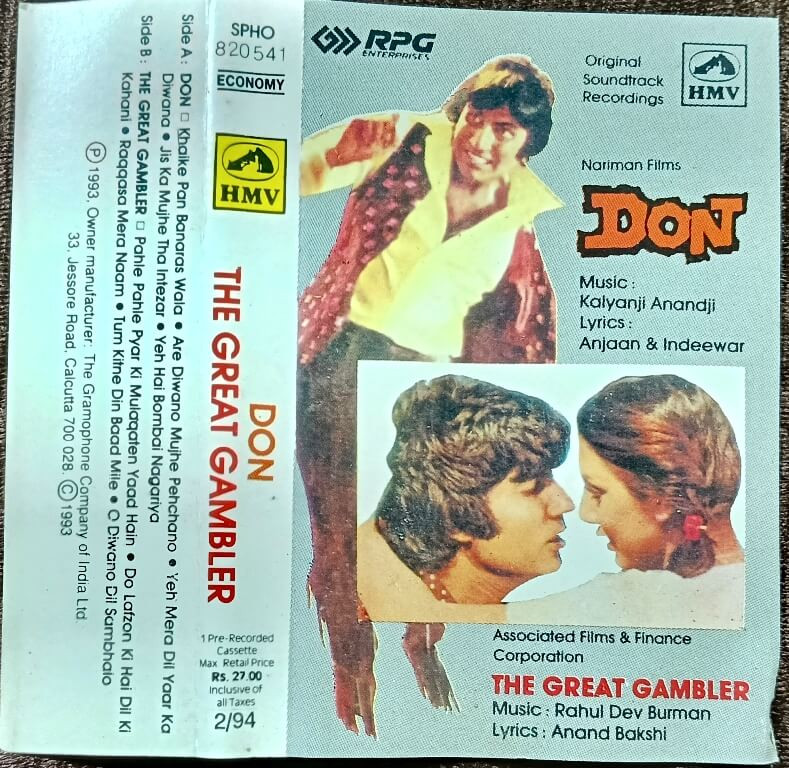 Side A : DON □ Khaike Pan Banaras Wala • Are Diwano Mujhe Pehchano • Yeh Mera Dil Yaar Ka
Diwana • Jis Ka Mujhe Tha Intezar • Yeh Hai Bombai Nagariya
Side B : THE GREAT GAMBLER □ Pahle Pahle Pyar Ki Mulaqaten Yaad Hain • Do Lafzon Ki Hai Dil Ki
Kahani • Raqqasa Mera Naam • Tum Kitne Din Baad Mile • O Diwano Dil Sambhalo
Ⓟ 1993, Owner manufacturer: The Gramophone Company of India Ltd.
33, Jessore Road, Calcutta 700 028. Ⓒ 1993
SPHO
820541
ECONOMY
HMV
DON
THE GREAT GAMBLER
1 Pre-Recorded
Cassette
Max Retail Price
Rs. 27.00
Inclusive of
all Taxes
2/94
RPG
ENTERPRISES
Original
Soundtrack
Recordings
HMV
Nariman Films
DON
Music :
Kalyanji Anandji
Lyrics :
Anjaan & Indeewar
Associated Films & Finance
Corporation
THE GREAT GAMBLER
Music : Rahul Dev Burman
Lyrics : Anand Bakshi